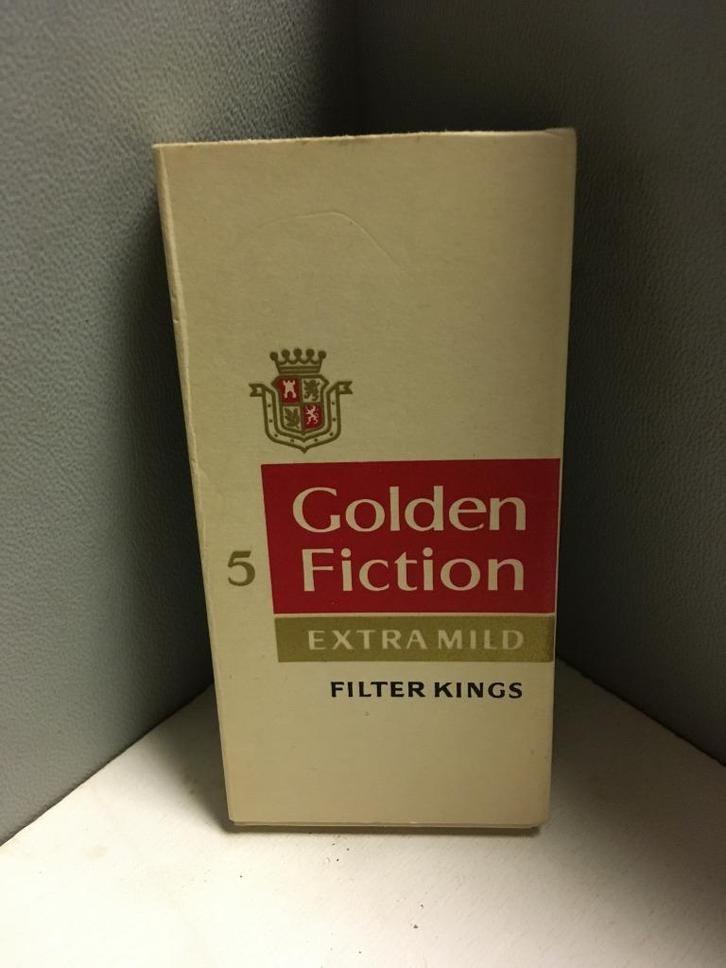 Golden
5 Fiction
EXTRA MILD
FILTER KINGS